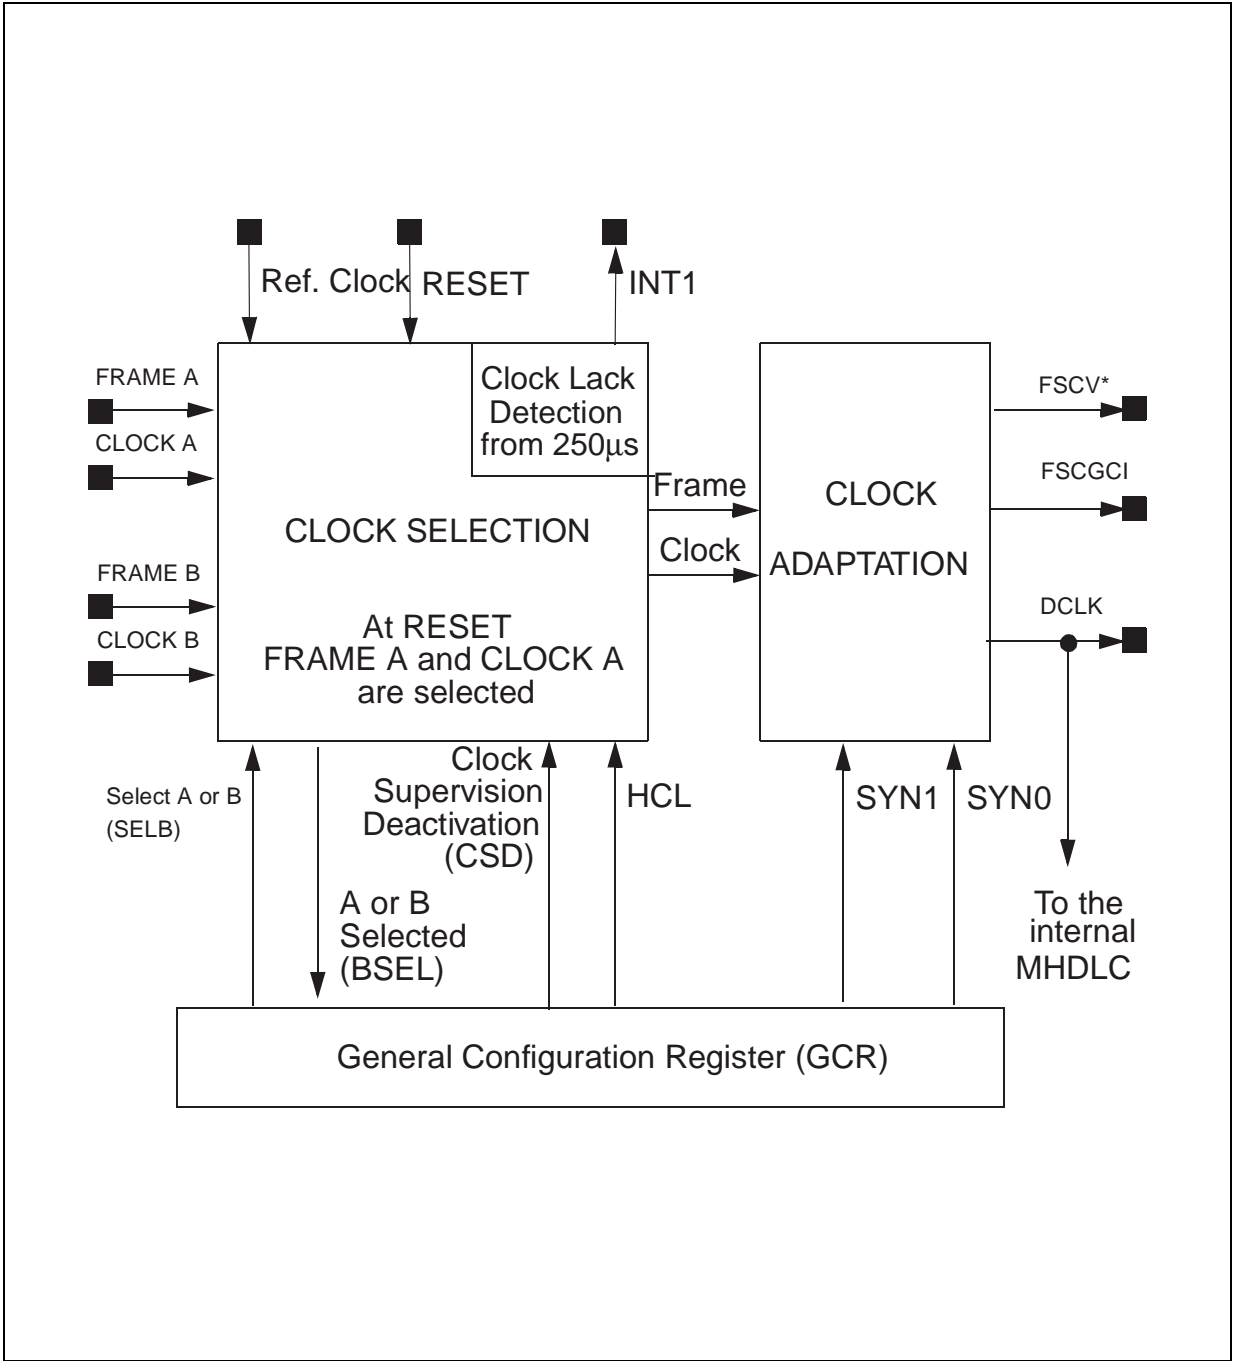 Ref. Clock
RESET
INT1
FRAME A
CLOCK A
FRAME B
CLOCK B
Clock Lack
Detection
from 250µs
CLOCK SELECTION
At RESET
FRAME A and CLOCK A
are selected
Frame
Clock
CLOCK
ADAPTATION
FSCV*
FSCGCI
DCLK
Select A or B
(SELB)
A or B
Selected
(BSEL)
Clock
Supervision
Deactivation
(CSD)
HCL
SYN1
SYN0
To the
internal
MHDLC
General Configuration Register (GCR)